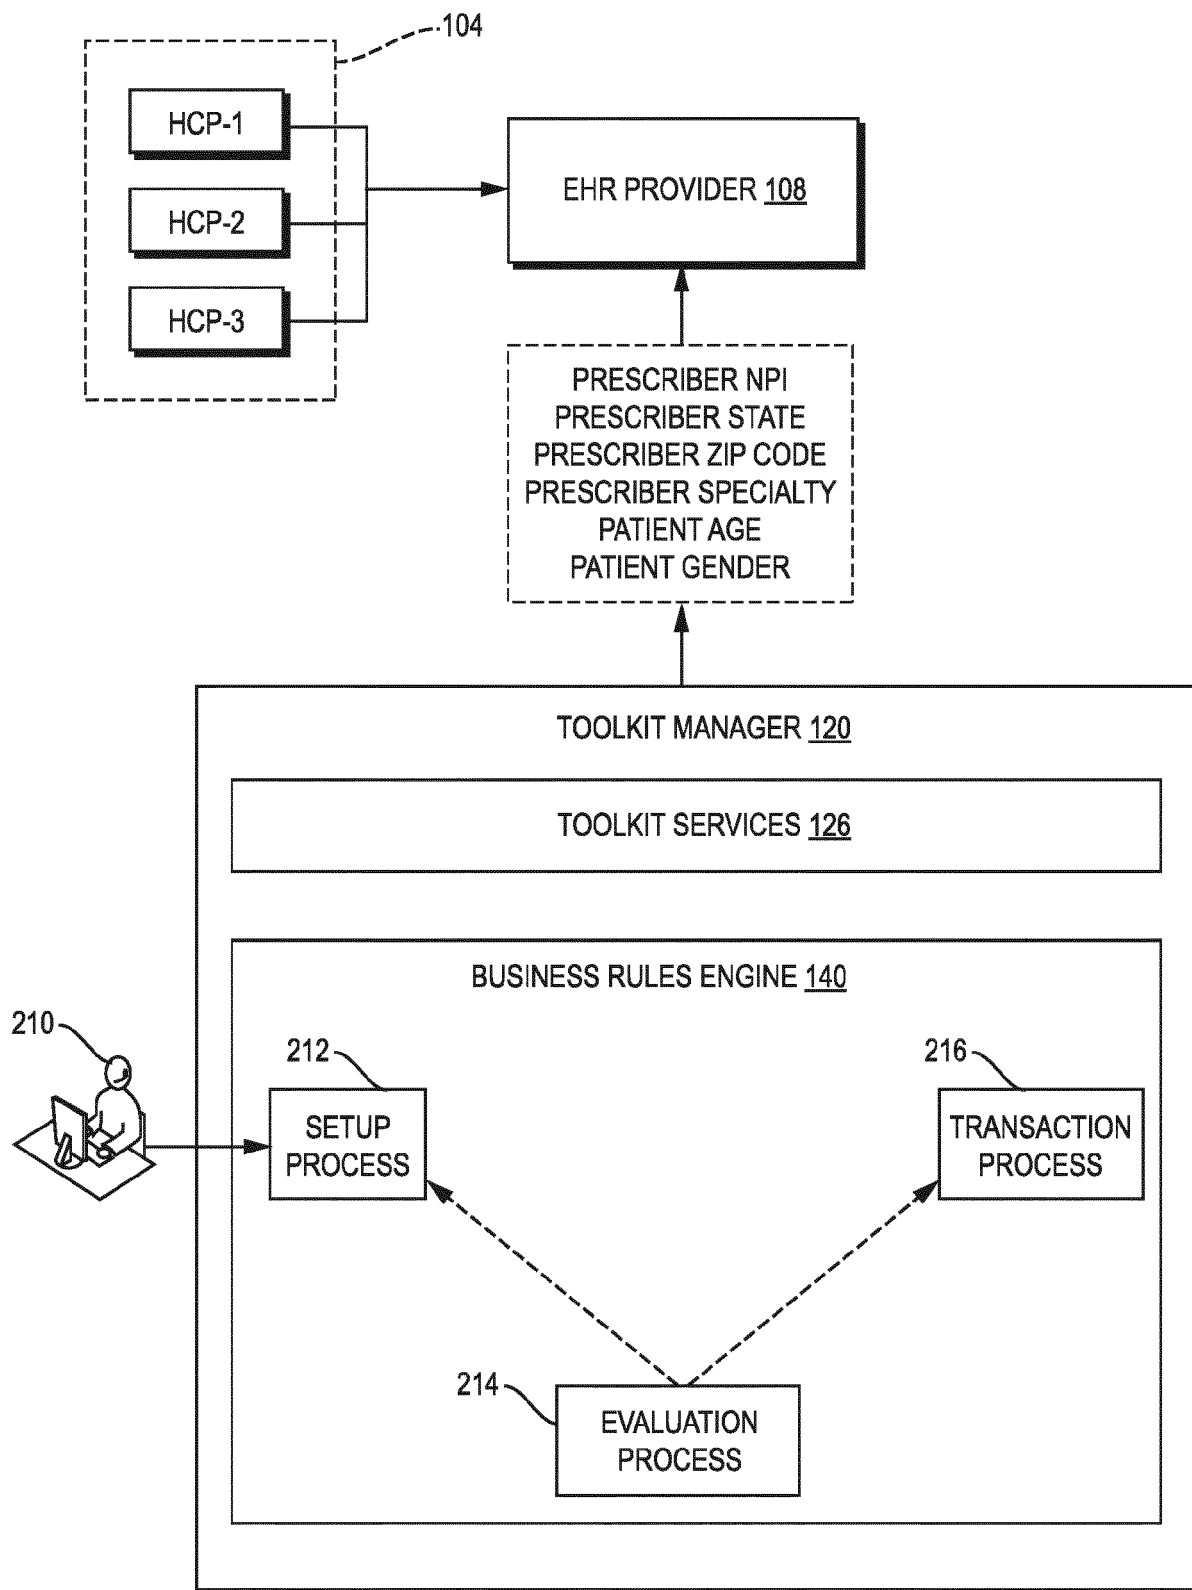 104
HCP-1
HCP-2
HCP-3
EHR PROVIDER 108
PRESCRIBER NPI
PRESCRIBER STATE
PRESCRIBER ZIP CODE
PRESCRIBER SPECIALTY
PATIENT AGE
PATIENT GENDER
TOOLKIT MANAGER 120
TOOLKIT SERVICES 126
BUSINESS RULES ENGINE 140
210
212
SETUP
PROCESS
216
TRANSACTION
PROCESS
214
EVALUATION
PROCESS